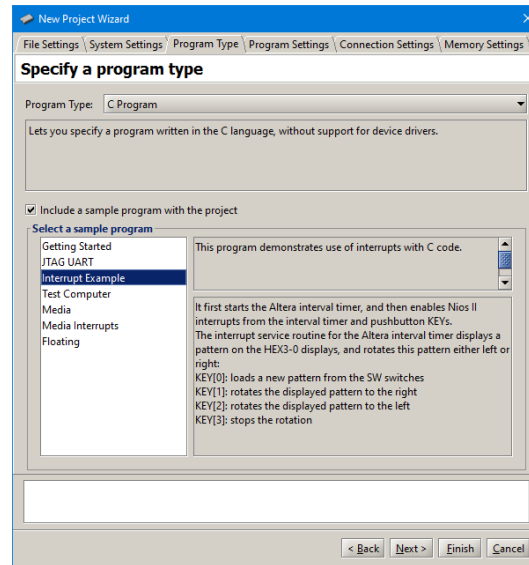 New Project Wizard
File Settings System Settings Program Type Program Settings Connection Settings Memory Settings
Specify a program type
Program Type: C Program
Lets you specify a program written in the C language, without support for device drivers.
Include a sample program with the project
Select a sample program
Getting Started
JTAG UART
Interrupt Example
Test Computer
Media
Media Interrupts
Floating
This program demonstrates use of interrupts with C code.
It first starts the Altera interval timer, and then enables Nios II
interrupts from the interval timer and pushbutton KEYs.
The interrupt service routine for the Altera interval timer displays a
pattern on the HEX3-0 displays, and rotates this pattern either left or
right:
KEY[0]: loads a new pattern from the SW switches
KEY[1]: rotates the displayed pattern to the right
KEY[2]: rotates the displayed pattern to the left
KEY[3]: stops the rotation
< Back Next > Finish Cancel